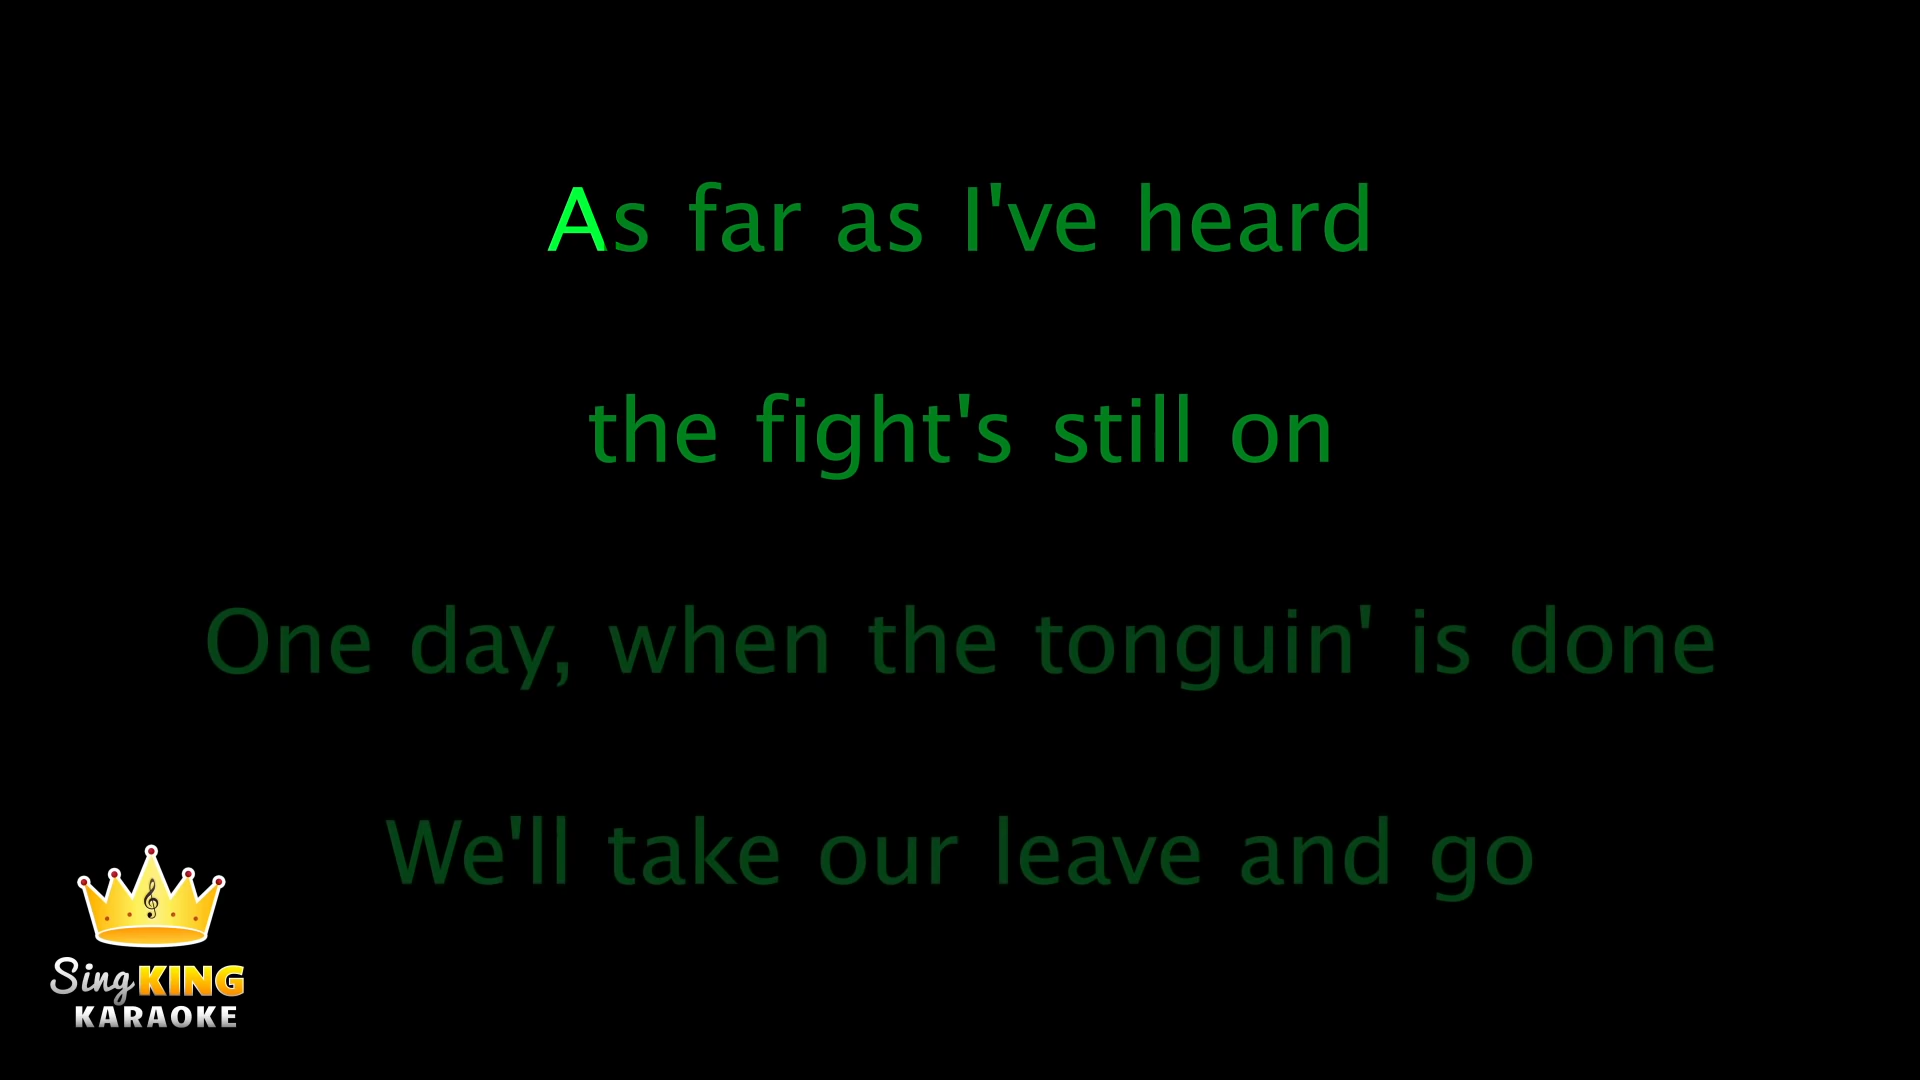 As far as I've heard
the fight's still on
One day, when the tonguin' is done
We'll take our leave and go
Sing KING
KARAOKE